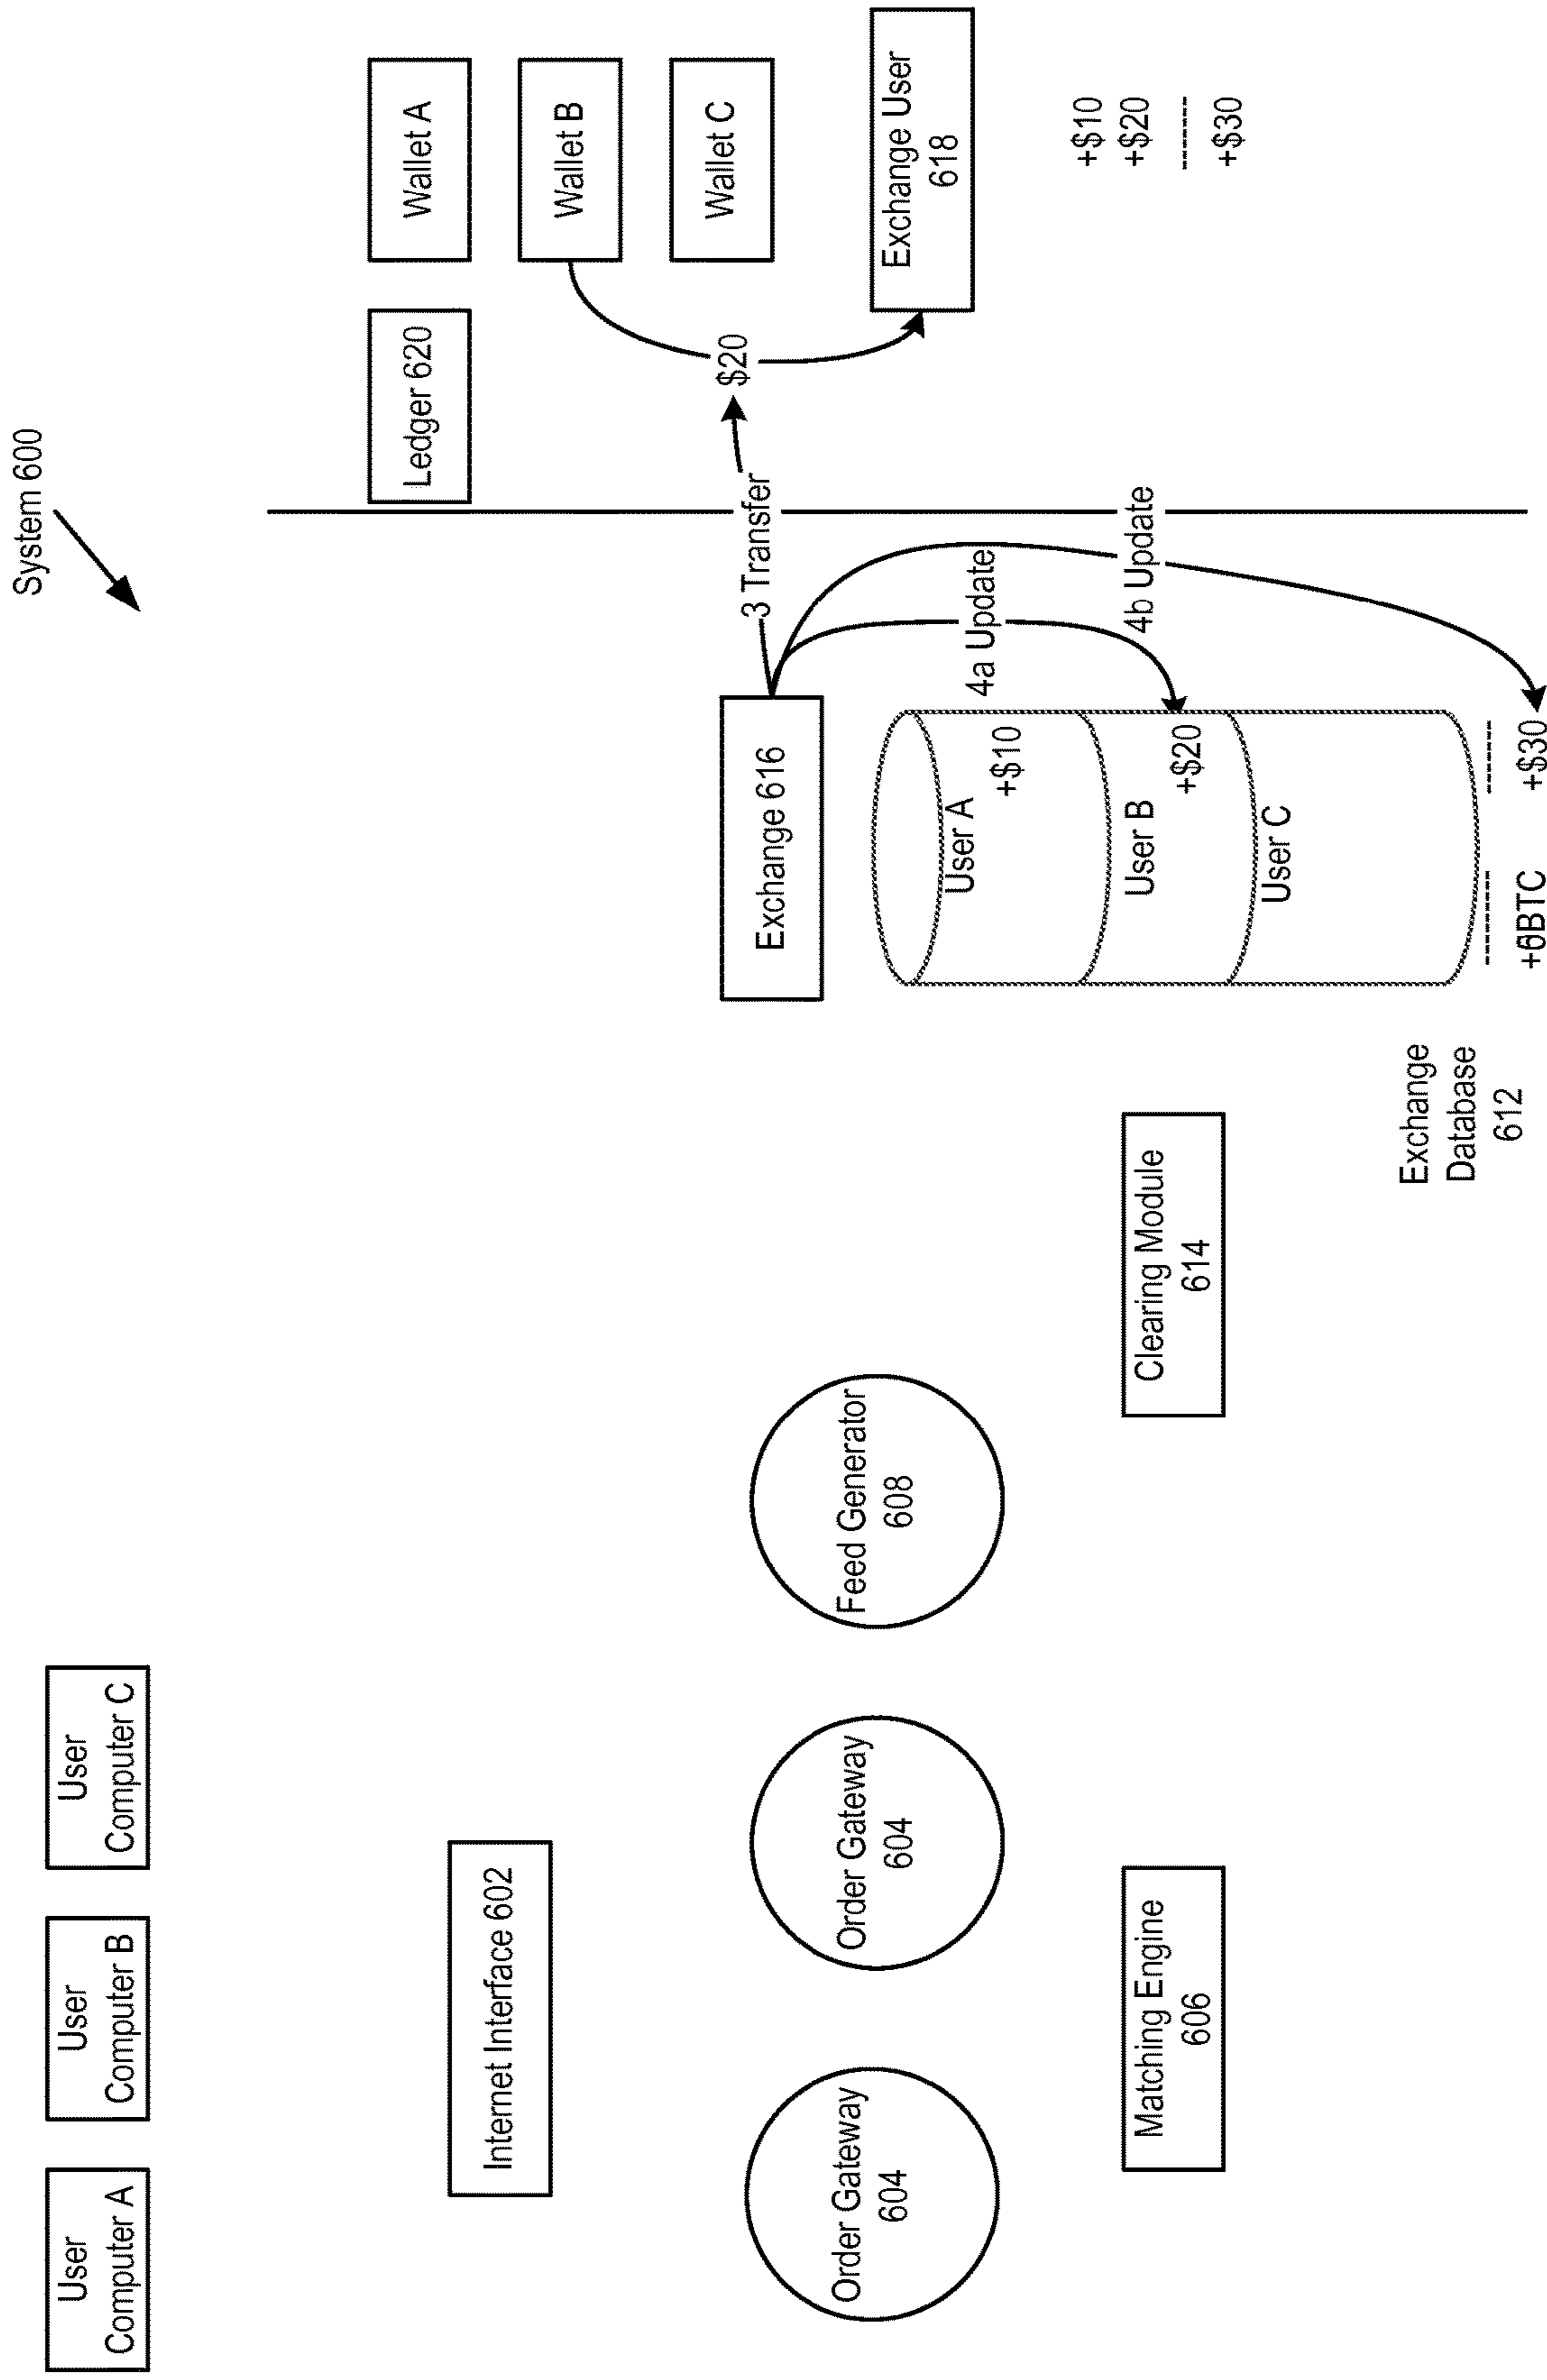 System 600
User
Computer A
User
Computer B
User
Computer C
Internet Interface 602
Order Gateway
604
Order Gateway
604
Feed Generator
608
Matching Engine
606
Clearing Module
614
Exchange 616
User A
+$10
User B
+$20
User C
+6BTC
+$30
Exchange
Database
612
3 Transfer
4a Update
4b Update
Ledger 620
Wallet A
Wallet B
Wallet C
$20
Exchange User
618
+$10
+$20
+$30